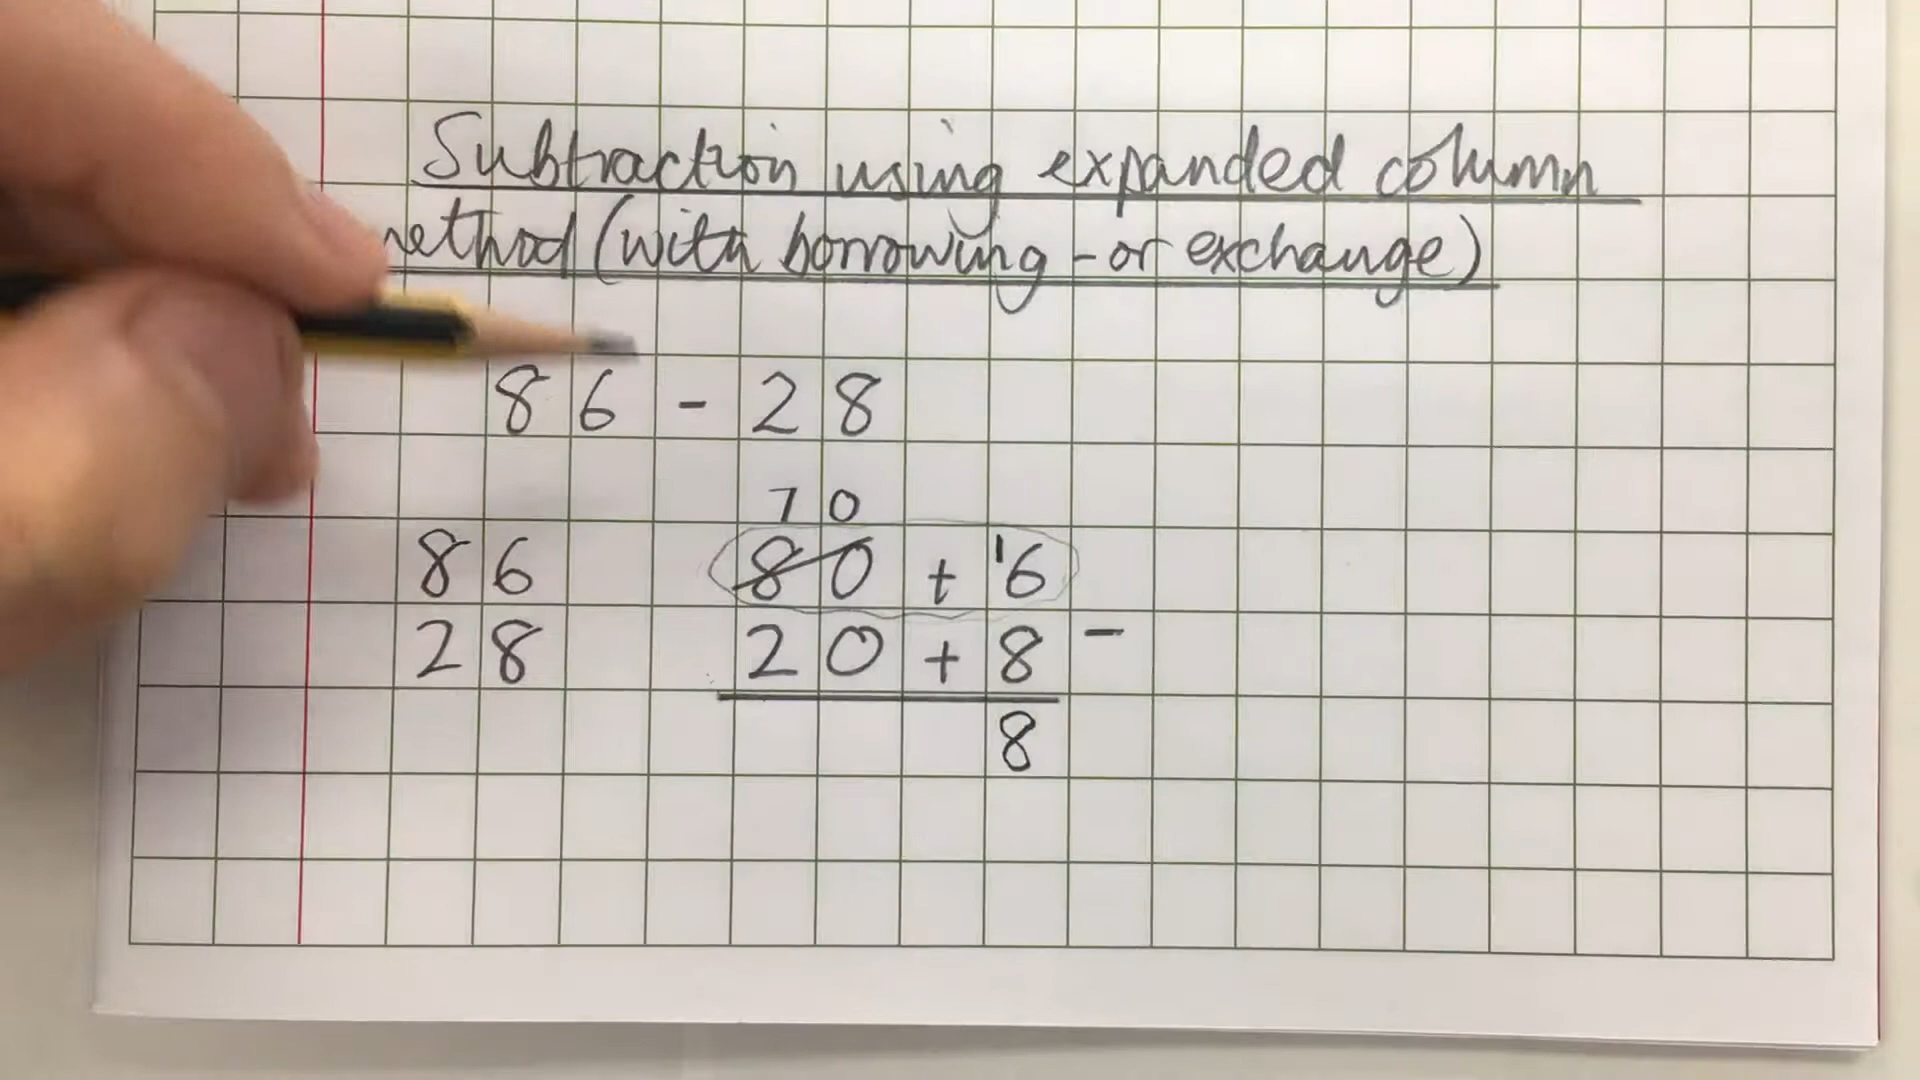 Subtraction using expanded column
method (with borrowing - or exchange)
86 - 28
70
86 80 + 16
28 20 + 8 -
8